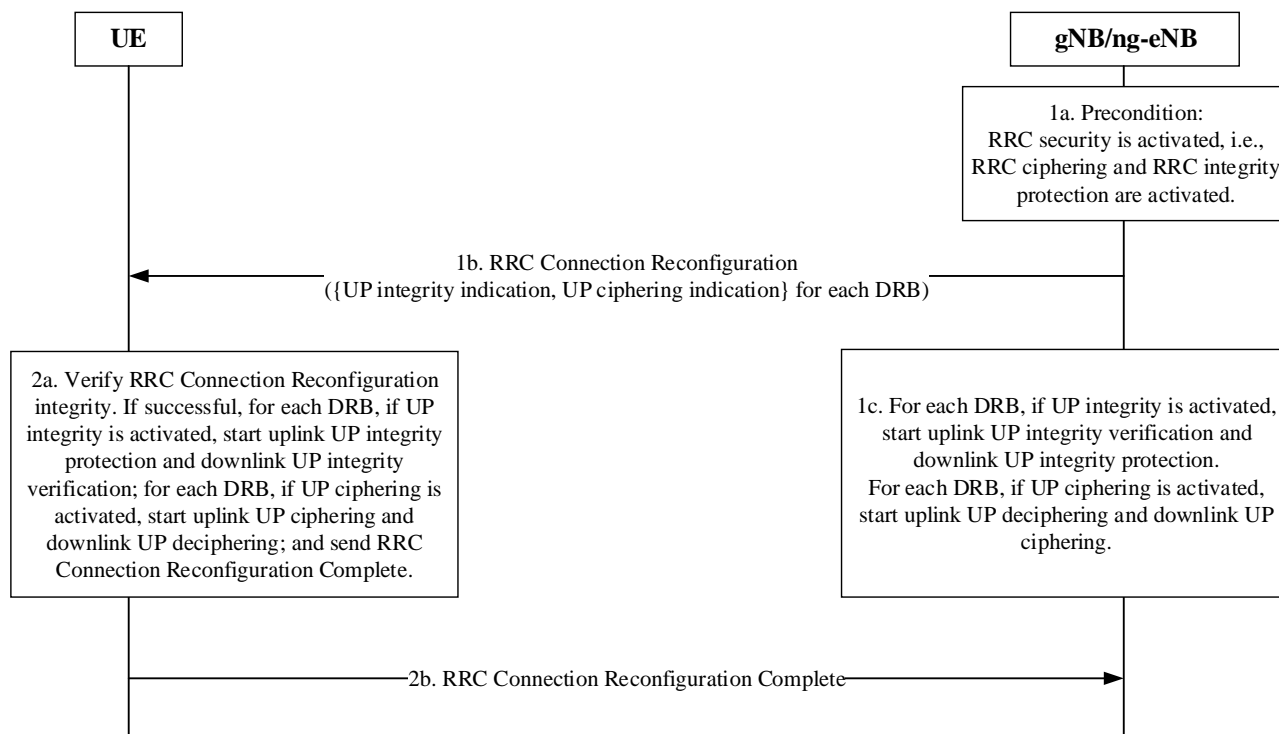 UE
gNB/ng-eNB
1a. Precondition:
RRC security is activated, i.e.,
RRC ciphering and RRC integrity
protection are activated.
1b. RRC Connection Reconfiguration
({UP integrity indication, UP ciphering indication} for each DRB)
2a. Verify RRC Connection Reconfiguration
integrity. If successful, for each DRB, if UP
integrity is activated, start uplink UP integrity
protection and downlink UP integrity
verification; for each DRB, if UP ciphering is
activated, start uplink UP ciphering and
downlink UP deciphering; and send RRC
Connection Reconfiguration Complete.
1c. For each DRB, if UP integrity is activated,
start uplink UP integrity verification and
downlink UP integrity protection.
For each DRB, if UP ciphering is activated,
start uplink UP deciphering and downlink UP
ciphering.
2b. RRC Connection Reconfiguration Complete